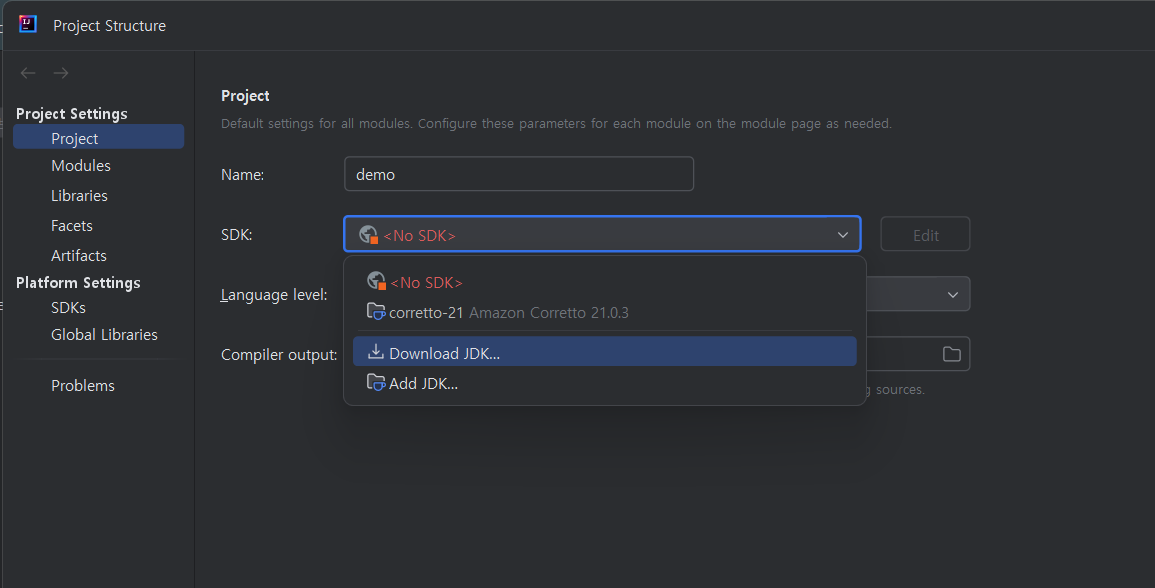 Project Structure
Project Settings
Project
Modules
Libraries
Facets
Artifacts
Platform Settings
SDKs
Global Libraries
Problems
Project
Default settings for all modules. Configure these parameters for each module on the module page as needed.
Name: demo
SDK: <No SDK> Edit
<No SDK>
corretto-21 Amazon Corretto 21.0.3
Download JDK...
Add JDK...
Language level:
Compiler output:
sources.